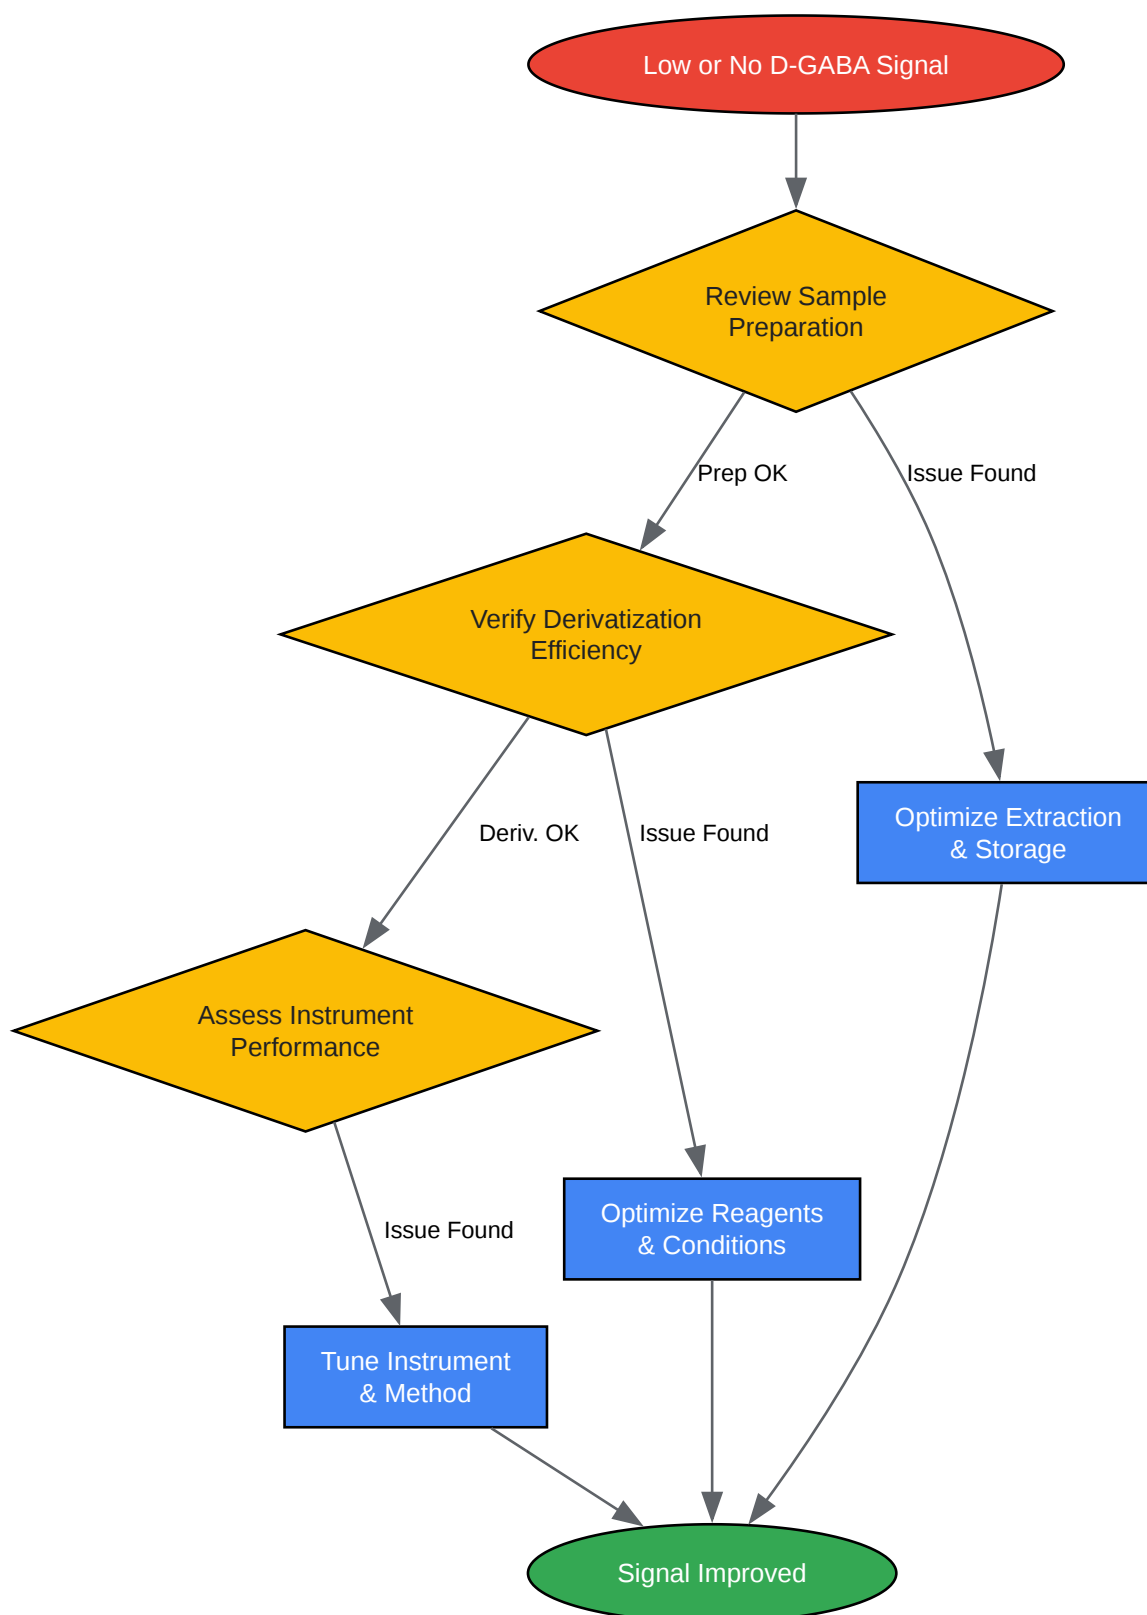 Low or No D-GABA Signal
Review Sample
Preparation
Prep OK
Issue Found
Verify Derivatization
Efficiency
Deriv. OK
Issue Found
Optimize Extraction
& Storage
Assess Instrument
Performance
Issue Found
Optimize Reagents
& Conditions
Tune Instrument
& Method
Signal Improved